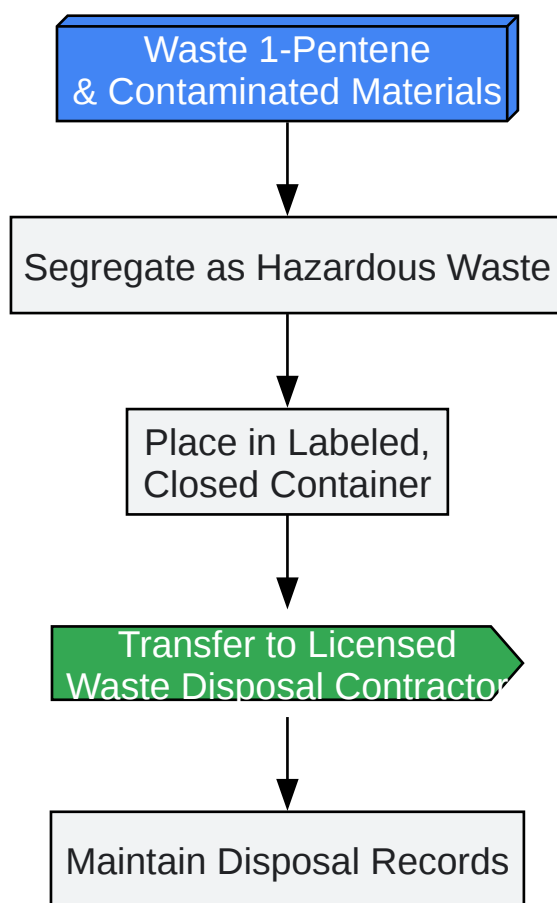 Waste 1-Pentene
& Contaminated Materials
Segregate as Hazardous Waste
Place in Labeled,
Closed Container
Transfer to Licensed
Waste Disposal Contractor
Maintain Disposal Records